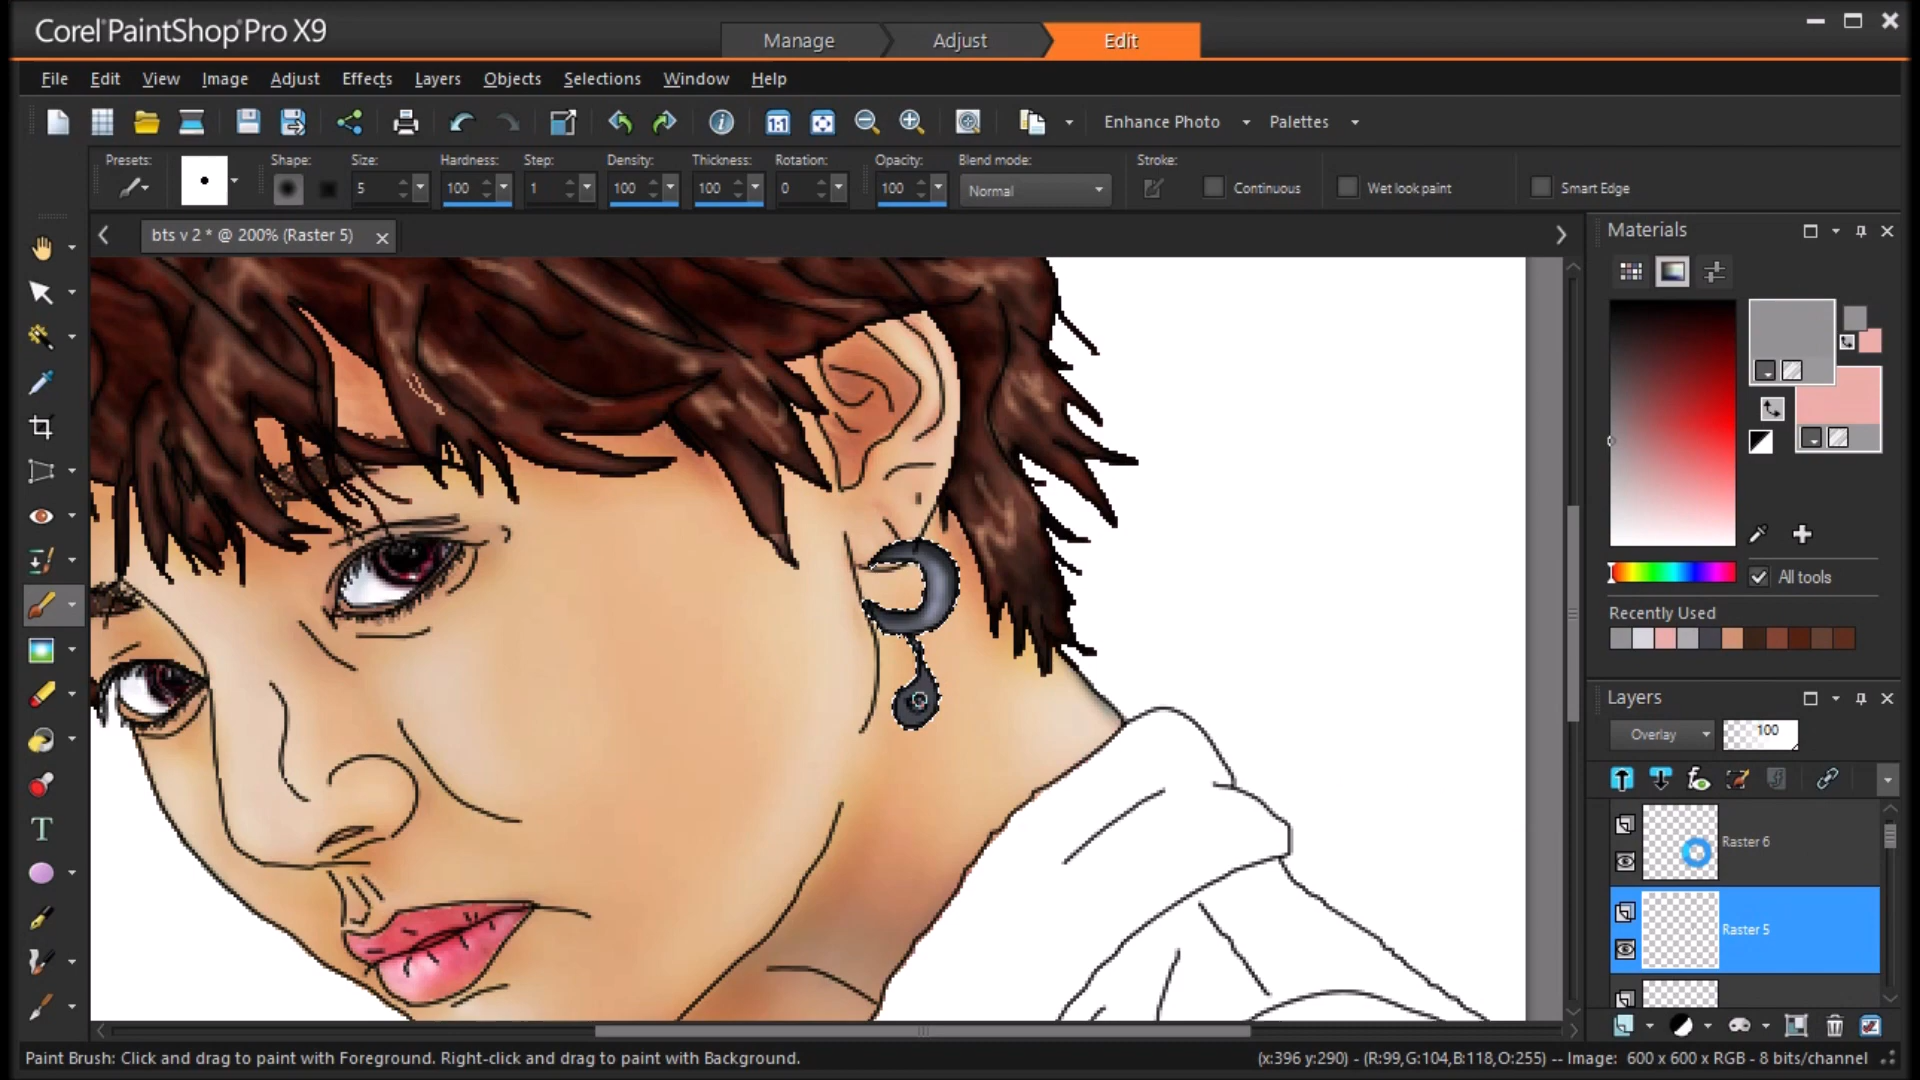 Corel PaintShop Pro X9
Manage Adjust Edit
File Edit View Image Adjust Effects Layers Objects Selections Window Help
1:1 Enhance Photo Palettes
Presets: Shape: Size: Hardness: Step: Density: Thickness: Rotation: Opacity: Blend mode: Stroke:
5 100 1 100 100 0 100 Normal Continuous Wet look paint Smart Edge
bts v 2 * @ 200% (Raster 5)
Materials
All tools
Recently Used
Layers
Overlay 100
Raster 6
Raster 5
Paint Brush: Click and drag to paint with Foreground. Right-click and drag to paint with Background.
(x:396 y:290) - (R:99,G:104,B:118,O:255) -- Image: 600 x 600 x RGB - 8 bits/channel